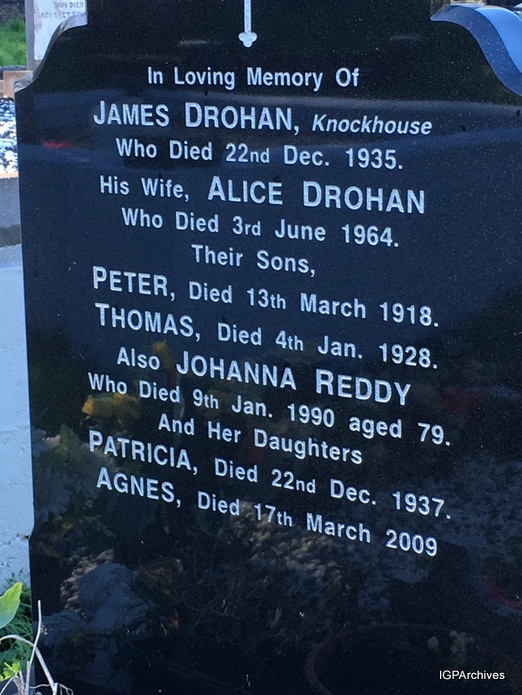 In Loving Memory Of
JAMES DROHAN, Knockhouse
Who Died 22nd Dec. 1935.
His Wife, ALICE DROHAN
Who Died 3rd June 1964.
Their Sons,
PETER, Died 13th March 1918.
THOMAS, Died 4th Jan. 1928.
Also JOHANNA REDDY
Who Died 9th Jan. 1990 aged 79.
And Her Daughters
PATRICIA, Died 22nd Dec. 1937.
AGNES, Died 17th March 2009
IGPArchives